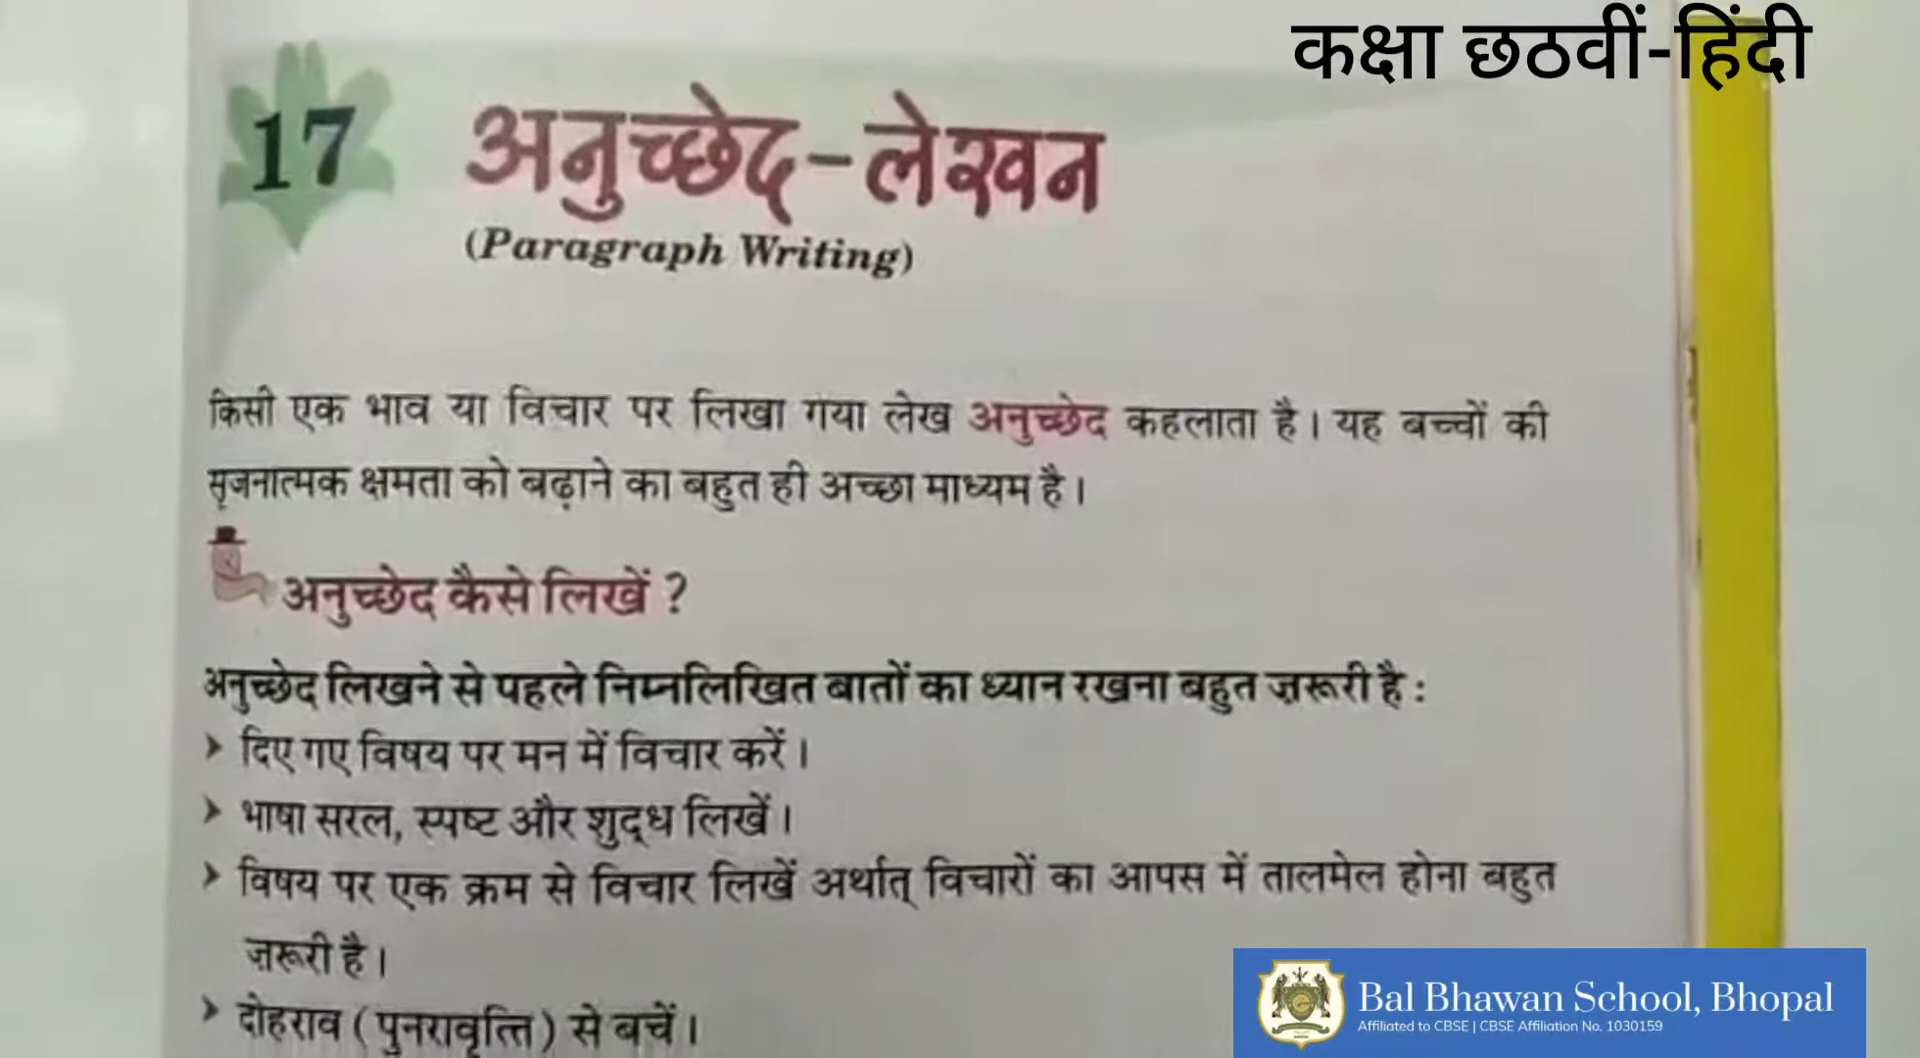 कक्षा छठवीं-हिंदी
17
अनुच्छेद-लेखन
(Paragraph Writing)
किसी एक भाव या विचार पर लिखा गया लेख अनुच्छेद कहलाता है। यह बच्चों की
सृजनात्मक क्षमता को बढ़ाने का बहुत ही अच्छा माध्यम है।
अनुच्छेद कैसे लिखें ?
अनुच्छेद लिखने से पहले निम्नलिखित बातों का ध्यान रखना बहुत ज़रूरी है :
➤ दिए गए विषय पर मन में विचार करें।
➤ भाषा सरल, स्पष्ट और शुद्ध लिखें।
➤ विषय पर एक क्रम से विचार लिखें अर्थात् विचारों का आपस में तालमेल होना बहुत
ज़रूरी है।
➤ दोहराव (पुनरावृत्ति) से बचें।
Bal Bhawan School, Bhopal
Affiliated to CBSE | CBSE Affiliation No. 1030159